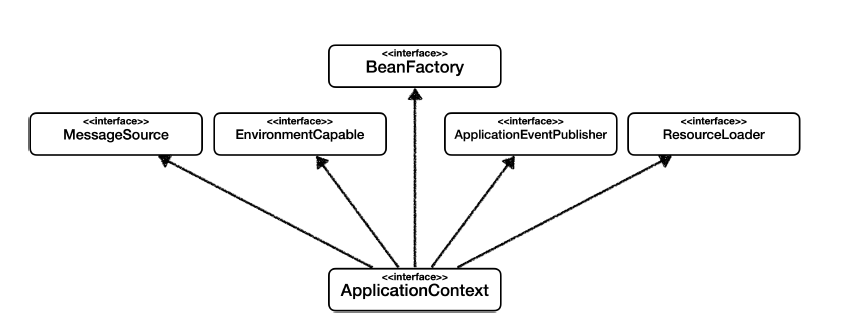 <<interface>>
BeanFactory
<<interface>>
MessageSource
<<interface>>
EnvironmentCapable
<<interface>>
ApplicationEventPublisher
<<interface>>
ResourceLoader
<<interface>>
ApplicationContext